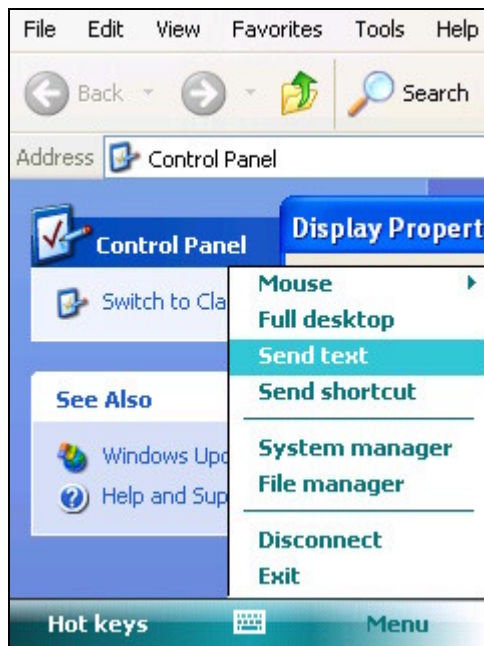 File Edit View Favorites Tools Help
Back Search
Address Control Panel
Control Panel
Display Propert
Switch to Cla
Mouse
Full desktop
Send text
Send shortcut
See Also
System manager
Windows Upd
File manager
Help and Sup
Disconnect
Exit
Hot keys Menu